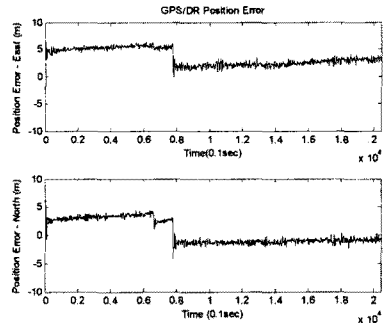 GPS/DR Position Error
Position Error - East (m)
10
5
0
-5
-10
0 0.2 0.4 0.6 0.8 1 1.2 1.4 1.6 1.8 2
Time(0.1sec)
x 10⁴
Position Error - North (m)
10
5
0
-5
-10
0 0.2 0.4 0.6 0.8 1 1.2 1.4 1.6 1.8 2
Time (0.1sec)
x 10⁴